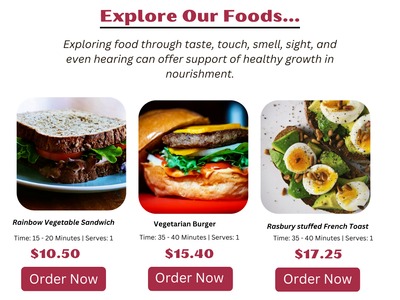 Explore Our Foods...
Exploring food through taste, touch, smell, sight, and
even hearing can offer support of healthy growth in
nourishment.
Rainbow Vegetable Sandwich
Time: 15 - 20 Minutes | Serves: 1
$10.50
Order Now
Vegetarian Burger
Time: 35 - 40 Minutes | Serves: 1
$15.40
Order Now
Rasbury stuffed French Toast
Time: 35 - 40 Minutes | Serves: 1
$17.25
Order Now